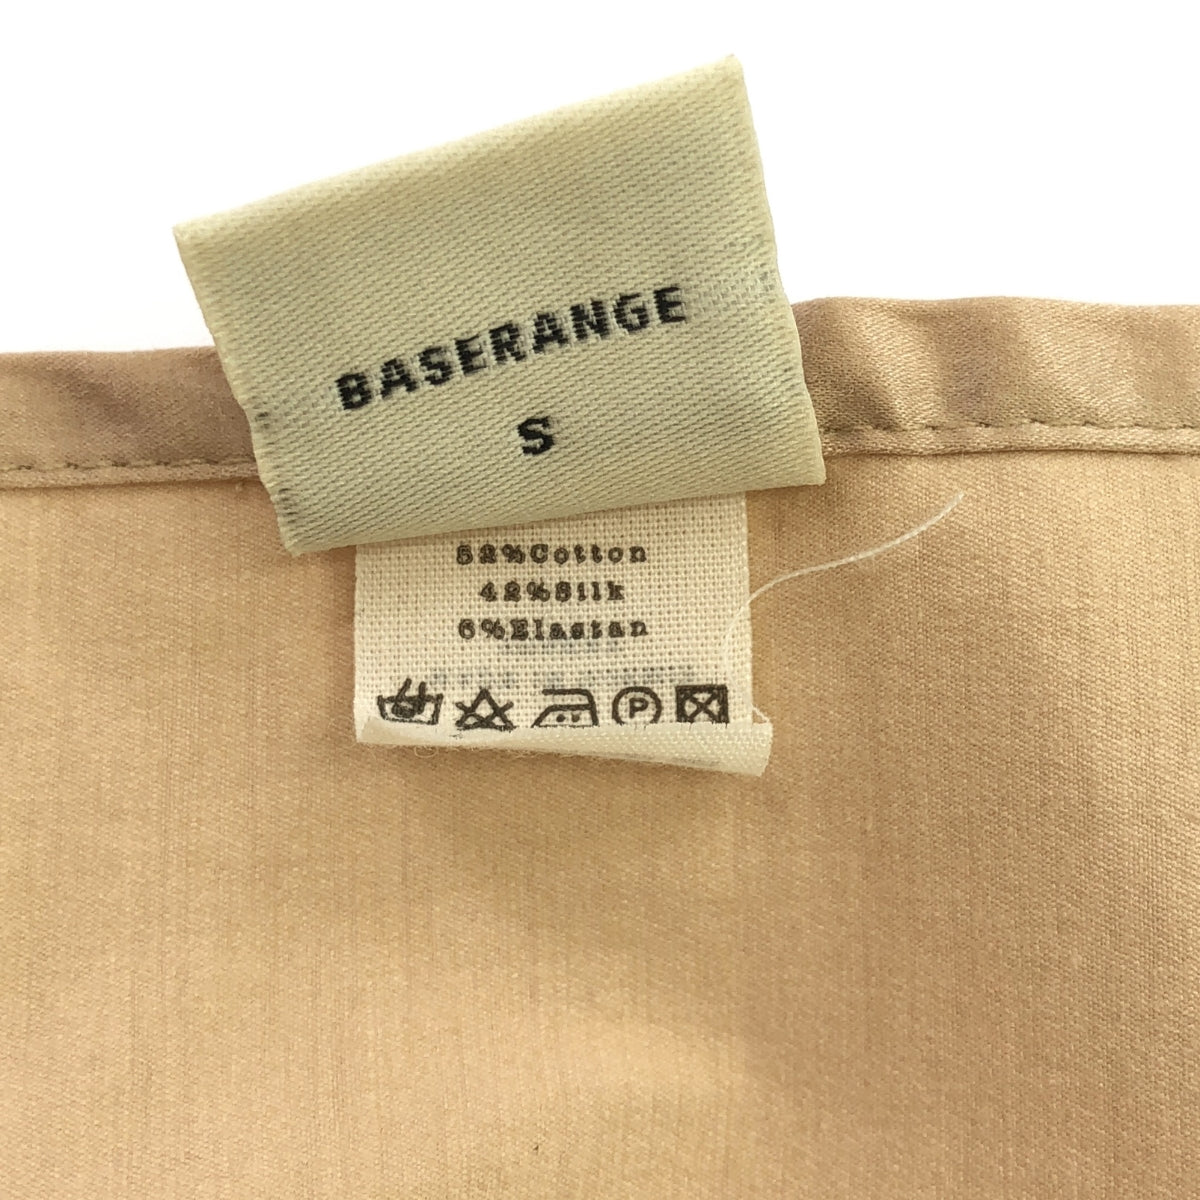 BASERANGE
S
52%Cotton
42%Silk
6%Elastan
P